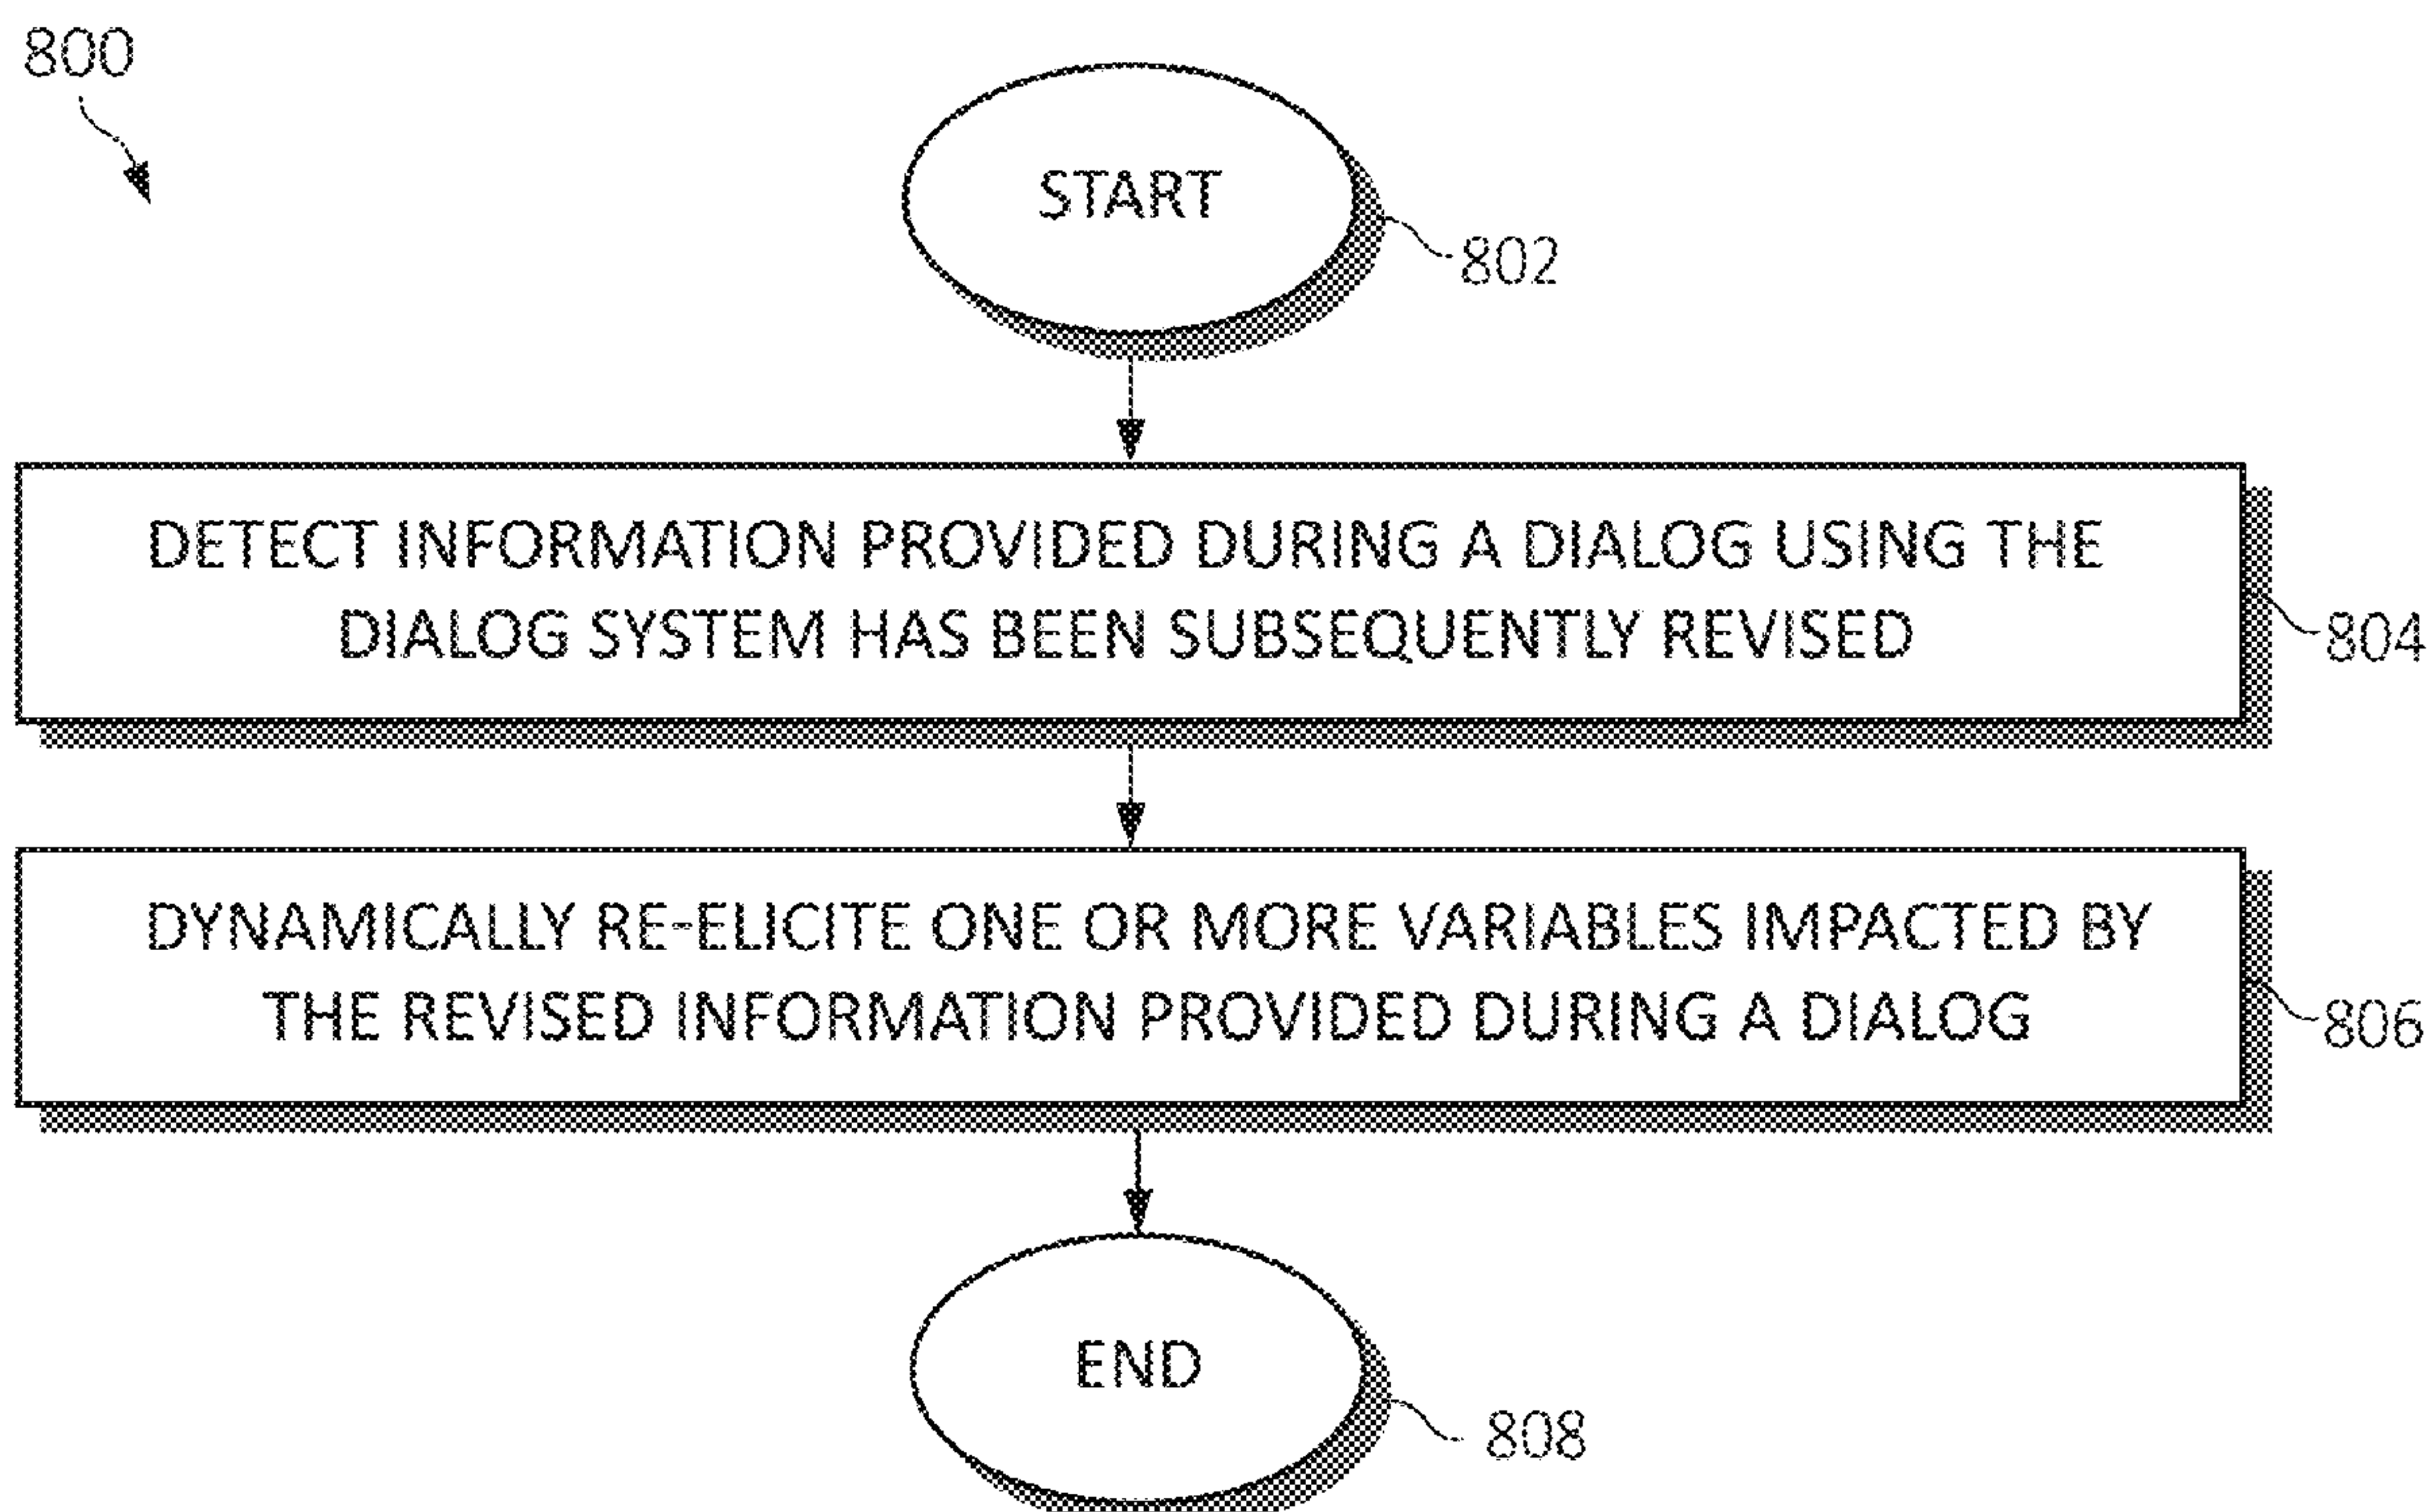 800
START
802
DETECT INFORMATION PROVIDED DURING A DIALOG USING THE
DIALOG SYSTEM HAS BEEN SUBSEQUENTLY REVISED
804
DYNAMICALLY RE-ELICITE ONE OR MORE VARIABLES IMPACTED BY
THE REVISED INFORMATION PROVIDED DURING A DIALOG
806
END
808